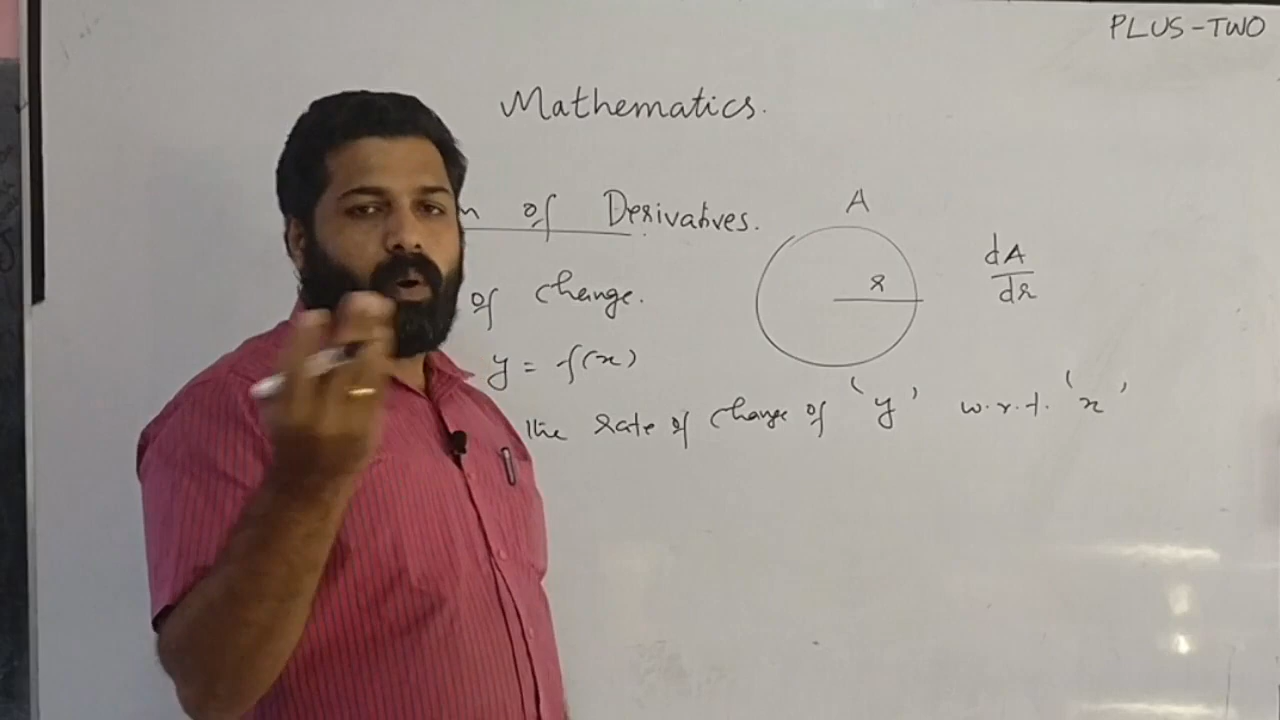 PLUS-TWO
Mathematics.
n of Derivatives.
of change.
y = f(x)
the rate of change of 'y' w.r.t. 'x'
A
r
dA
dr